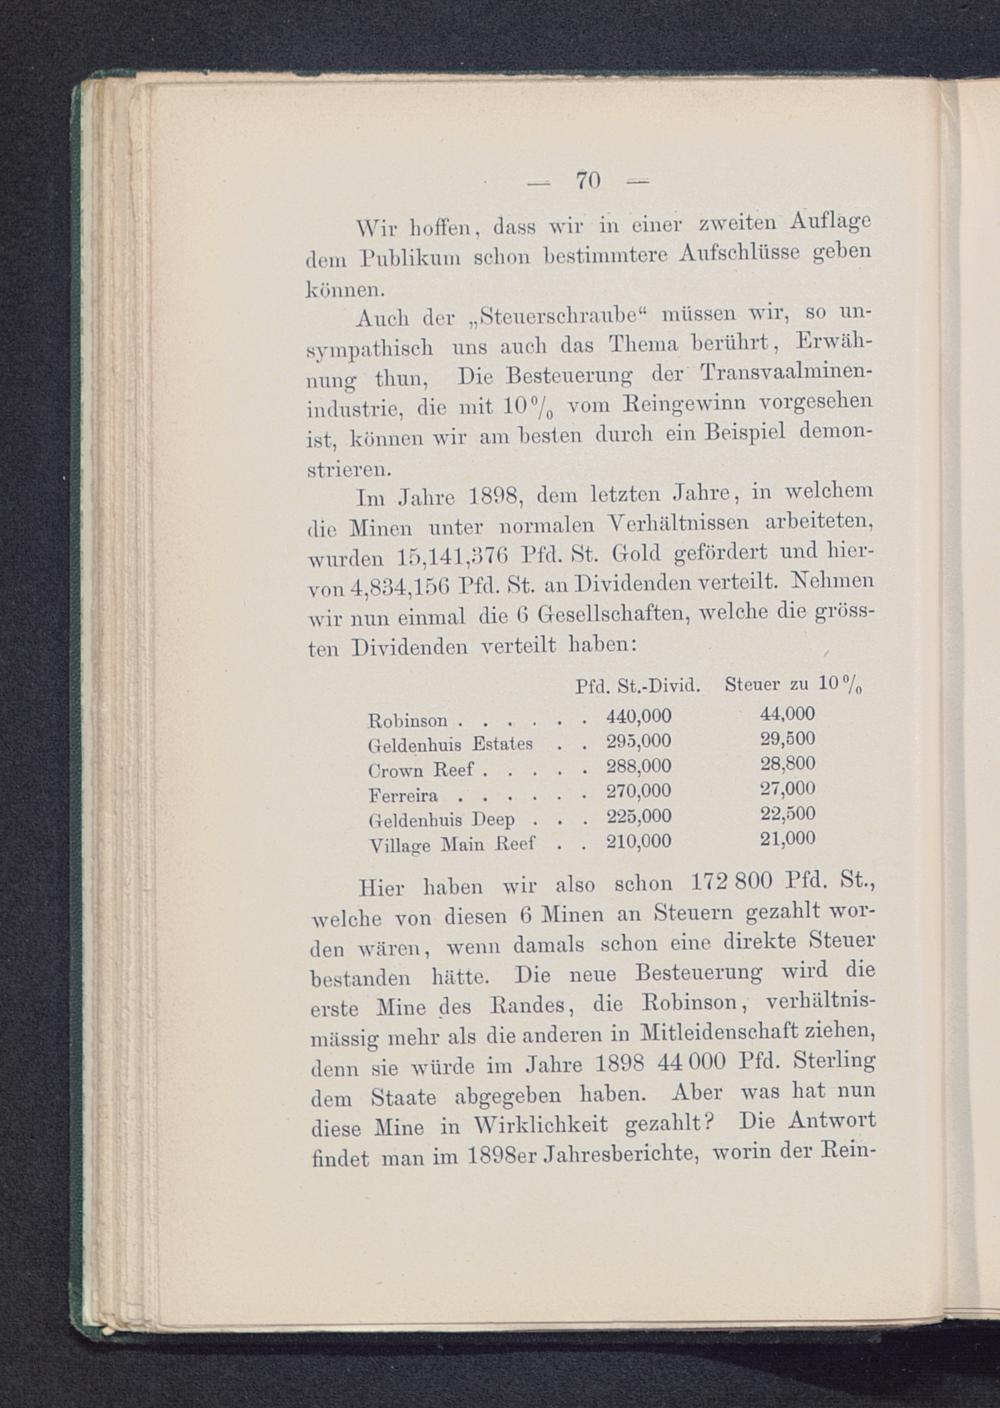 — 70 —
Wir hoffen, dass wir in einer zweiten Auflage
dem Publikum schon bestimmtere Aufschlüsse geben
können.
Auch der „Steuerschraube“ müssen wir, so un-
sympathisch uns auch das Thema berührt, Erwäh-
nung thun, Die Besteuerung der Transvaalminen-
industrie, die mit 10% vom Reingewinn vorgesehen
ist, können wir am besten durch ein Beispiel demon-
strieren.
Im Jahre 1898, dem letzten Jahre, in welchem
die Minen unter normalen Verhältnissen arbeiteten,
wurden 15,141,376 Pfd. St. Gold gefördert und hier-
von 4,834,156 Pfd. St. an Dividenden verteilt. Nehmen
wir nun einmal die 6 Gesellschaften, welche die gröss-
ten Dividenden verteilt haben:
Pfd. St.-Divid. Steuer zu 10%
Robinson . . . . . . 440,000 44,000
Geldenhuis Estates . . 295,000 29,500
Crown Reef . . . . . 288,000 28,800
Ferreira . . . . . . 270,000 27,000
Geldenhuis Deep . . . 225,000 22,500
Village Main Reef . . 210,000 21,000
Hier haben wir also schon 172 800 Pfd. St.,
welche von diesen 6 Minen an Steuern gezahlt wor-
den wären, wenn damals schon eine direkte Steuer
bestanden hätte. Die neue Besteuerung wird die
erste Mine des Randes, die Robinson, verhältnis-
mässig mehr als die anderen in Mitleidenschaft ziehen,
denn sie würde im Jahre 1898 44 000 Pfd. Sterling
dem Staate abgegeben haben. Aber was hat nun
diese Mine in Wirklichkeit gezahlt? Die Antwort
findet man im 1898er Jahresberichte, worin der Rein-